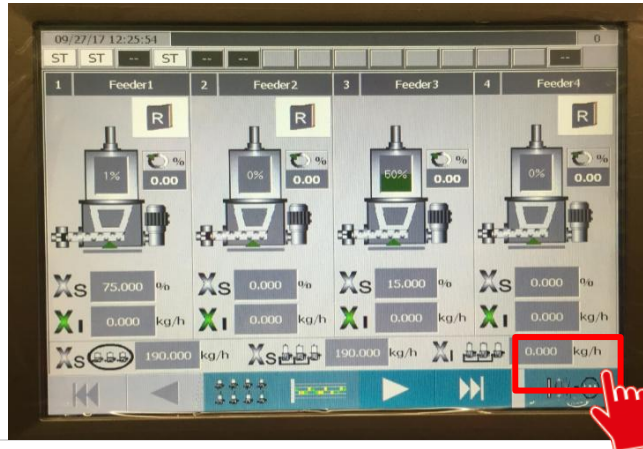 09/27/17 12:25:54 0
ST ST -- ST -- -- --
1 Feeder1 2 Feeder2 3 Feeder3 4 Feeder4
R R R
% % % %
1% 0.00 0% 0.00 50% 0.00 0% 0.00
XS 75.000 % XS 0.000 % XS 15.000 % XS 0.000 %
XI 0.000 kg/h XI 0.000 kg/h XI 0.000 kg/h XI 0.000 kg/h
XS 190.000 kg/h XS 190.000 kg/h XI 0.000 kg/h